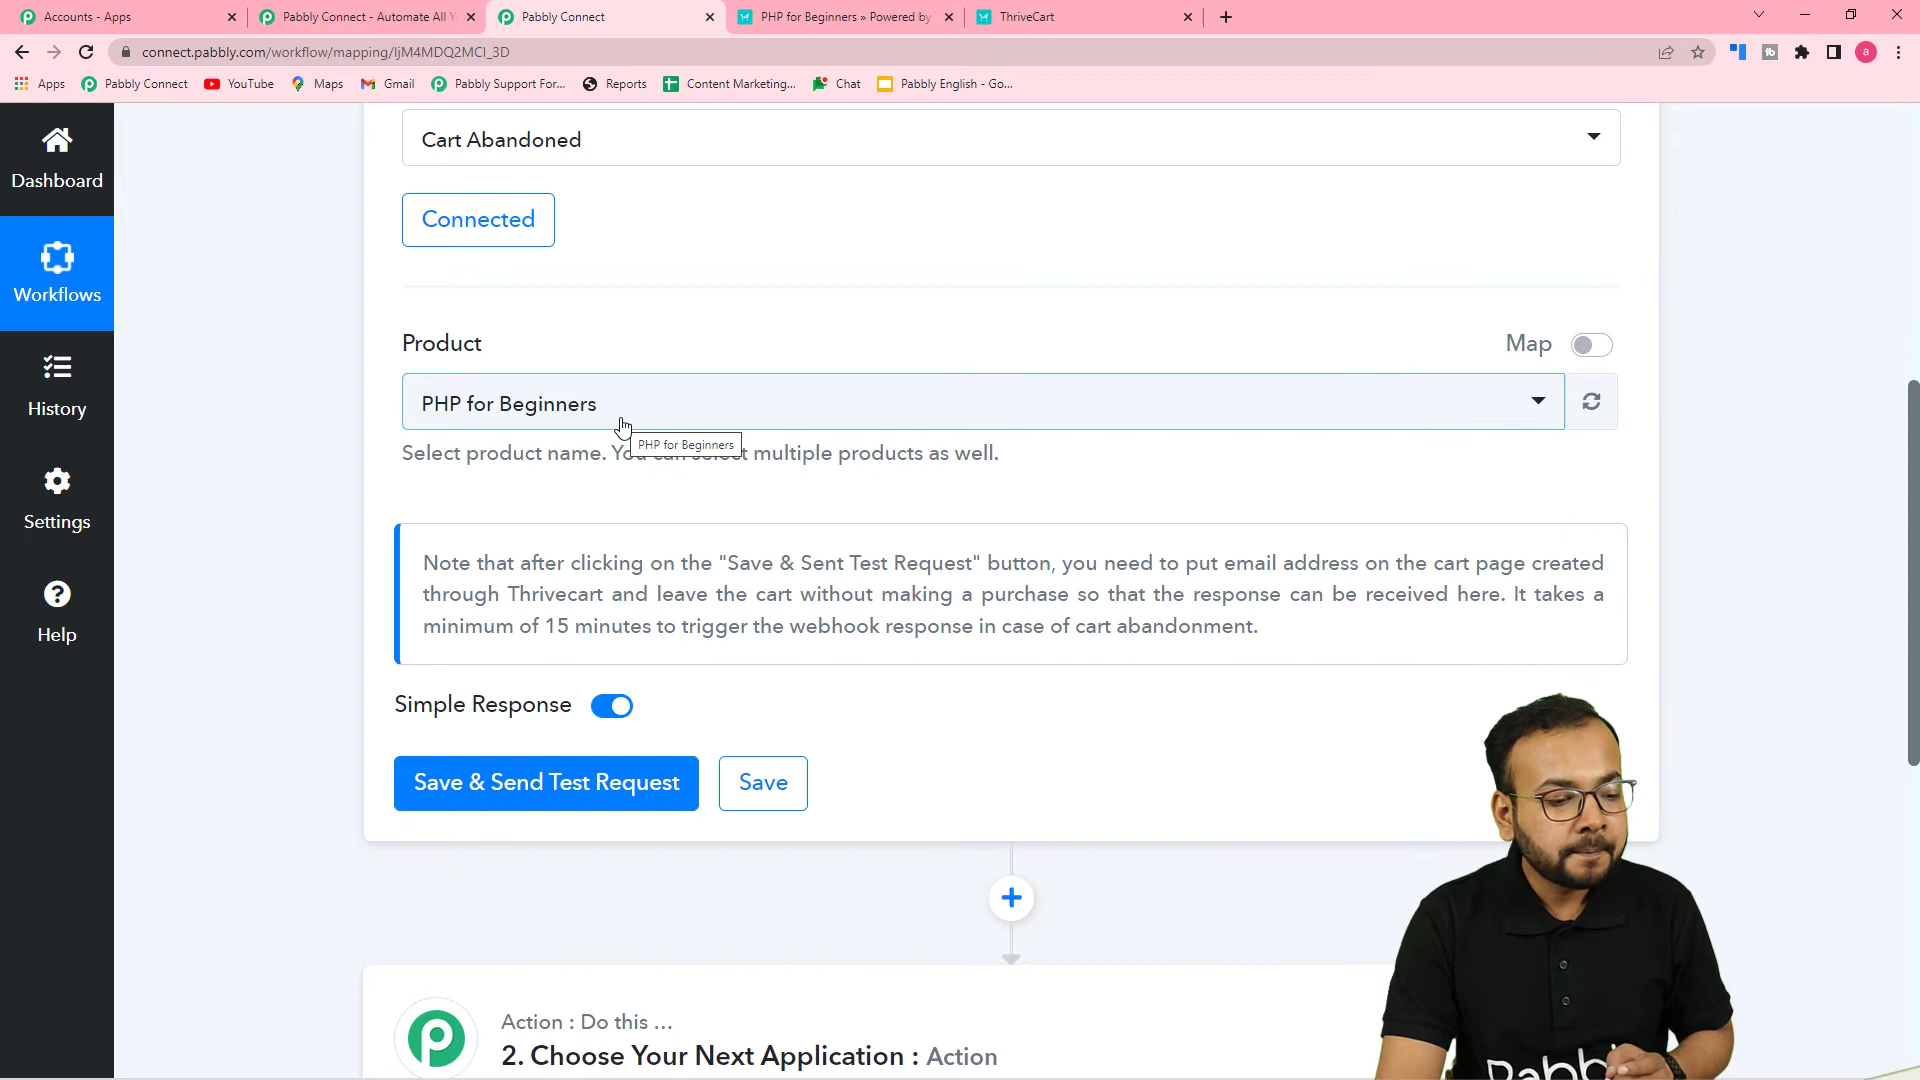 Accounts - Apps
Pabbly Connect - Automate All Y
Pabbly Connect
PHP for Beginners » Powered by
ThriveCart
connect.pabbly.com/workflow/mapping/IjM4MDQ2MCI_3D
Apps
Pabbly Connect
YouTube
Maps
Gmail
Pabbly Support For...
Reports
Content Marketing...
Chat
Pabbly English - Go...
a
Dashboard
Workflows
History
Settings
Help
Cart Abandoned
Connected
Product
Map
PHP for Beginners
PHP for Beginners
Select product name. You can select multiple products as well.
Note that after clicking on the "Save & Sent Test Request" button, you need to put email address on the cart page created
through Thrivecart and leave the cart without making a purchase so that the response can be received here. It takes a
minimum of 15 minutes to trigger the webhook response in case of cart abandonment.
Simple Response
Save & Send Test Request
Save
Action : Do this ...
2. Choose Your Next Application : Action